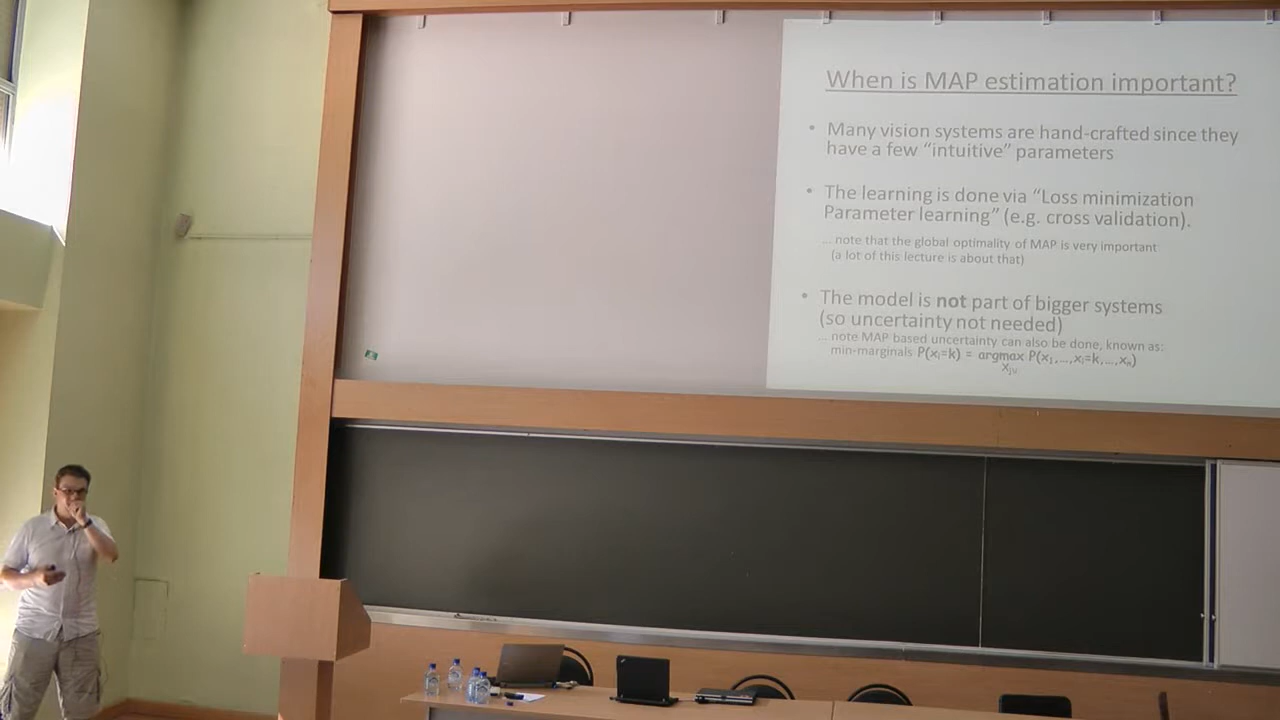 When is MAP estimation important?
• Many vision systems are hand-crafted since they
have a few “intuitive” parameters
• The learning is done via “Loss minimization
Parameter learning” (e.g. cross validation).
... note that the global optimality of MAP is very important
(a lot of this lecture is about that)
• The model is not part of bigger systems
(so uncertainty not needed)
... note MAP based uncertainty can also be done, known as:
min-marginals P(xᵢ=k) = argmax P(x₁,...,xᵢ=k,...,xₙ)